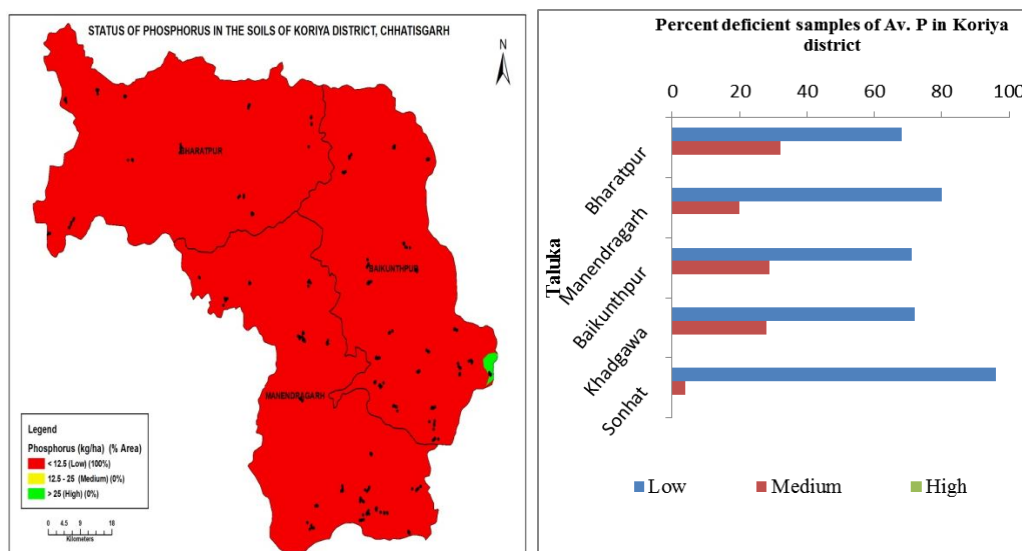 STATUS OF PHOSPHORUS IN THE SOILS OF KORIYA DISTRICT, CHHATISGARH
N
BHARATPUR
BAIKUNTHPUR
MANENDRAGARH
Legend
Phosphorus (kg/ha) (% Area)
< 12.5 (Low) (100%)
12.5 - 25 (Medium) (0%)
> 25 (High) (0%)
0 4.5 9 18
Kilometers
Percent deficient samples of Av. P in Koriya
district
0 20 40 60 80 100
Taluka
Bharatpur
Manendragarh
Baikunthpur
Khadgawa
Sonhat
Low Medium High